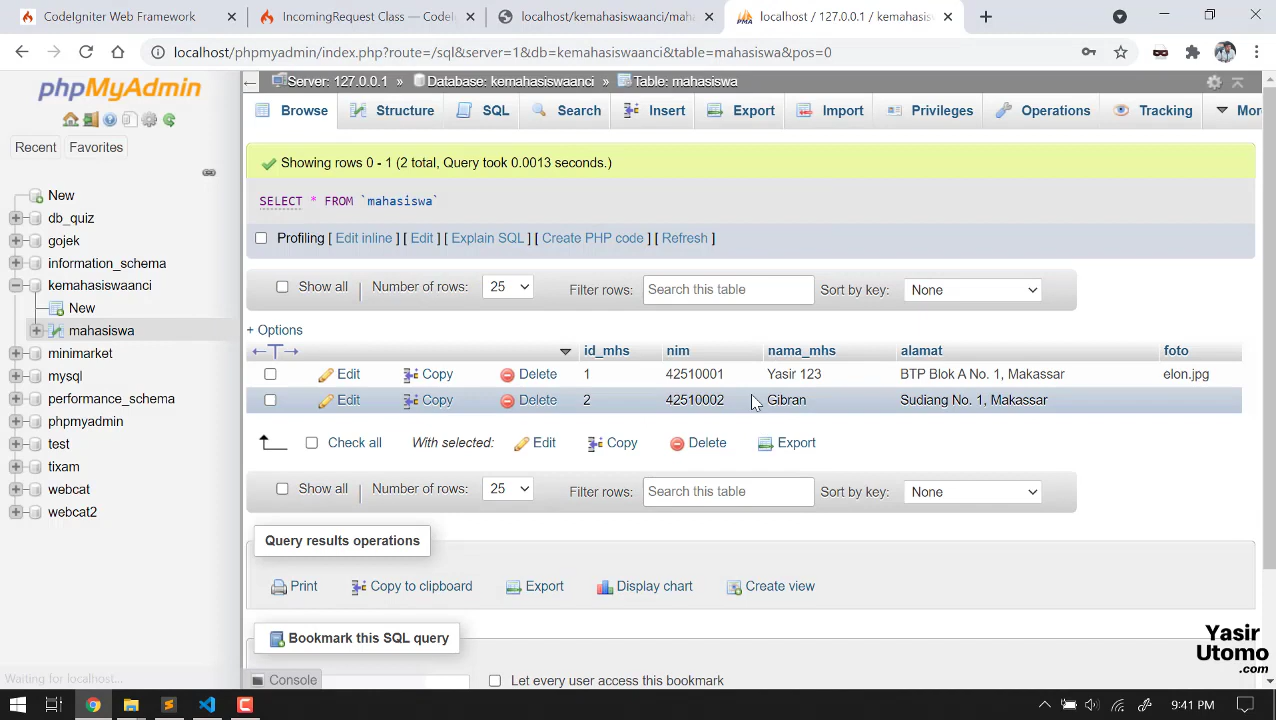 CodeIgniter Web Framework
IncomingRequest Class — CodeI
localhost/kemahasiswaanci/maha
localhost / 127.0.0.1 / kemahasis
localhost/phpmyadmin/index.php?route=/sql&server=1&db=kemahasiswaanci&table=mahasiswa&pos=0
phpMyAdmin
Recent
Favorites
New
db_quiz
gojek
information_schema
kemahasiswaanci
New
mahasiswa
minimarket
mysql
performance_schema
phpmyadmin
test
tixam
webcat
webcat2
Waiting for localhost...
Server: 127.0.0.1 » Database: kemahasiswaanci » Table: mahasiswa
Browse Structure SQL Search Insert Export Import Privileges Operations Tracking Mor
Showing rows 0 - 1 (2 total, Query took 0.0013 seconds.)
SELECT * FROM `mahasiswa`
Profiling [ Edit inline ] [ Edit ] [ Explain SQL ] [ Create PHP code ] [ Refresh ]
Show all Number of rows: 25 Filter rows: Search this table Sort by key: None
+ Options
id_mhs nim nama_mhs alamat foto
Edit Copy Delete 1 42510001 Yasir 123 BTP Blok A No. 1, Makassar elon.jpg
Edit Copy Delete 2 42510002 Gibran Sudiang No. 1, Makassar
Check all With selected: Edit Copy Delete Export
Show all Number of rows: 25 Filter rows: Search this table Sort by key: None
Query results operations
Print Copy to clipboard Export Display chart Create view
Bookmark this SQL query
Console
Let every user access this bookmark
Yasir
Utomo
.com
9:41 PM